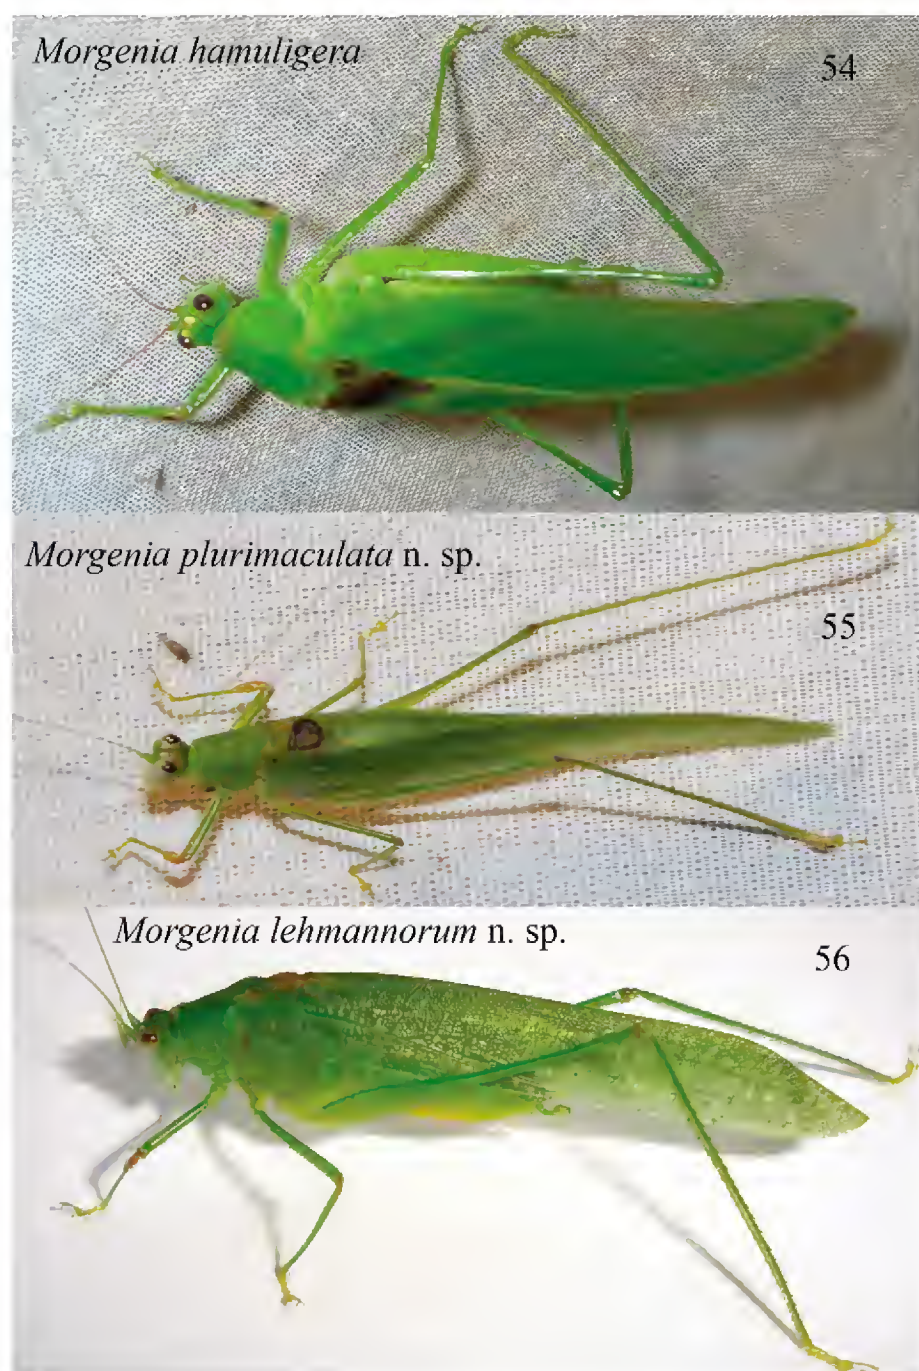 Morgenia hamuligera
54
Morgenia plurimaculata n. sp.
55
Morgenia lehmannorum n. sp.
56